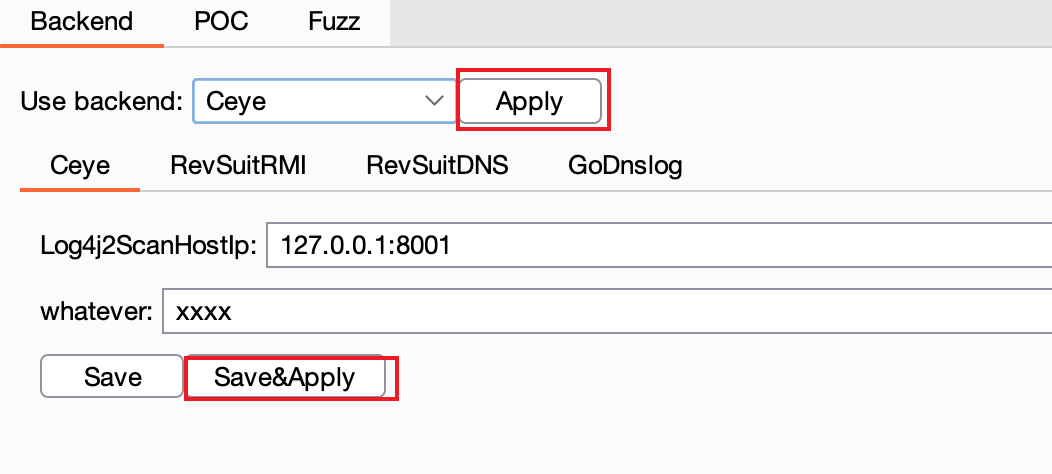 Backend POC Fuzz
Use backend: Ceye Apply
Ceye RevSuitRMI RevSuitDNS GoDnslog
Log4j2ScanHostIp: 127.0.0.1:8001
whatever: xxxx
Save Save&Apply